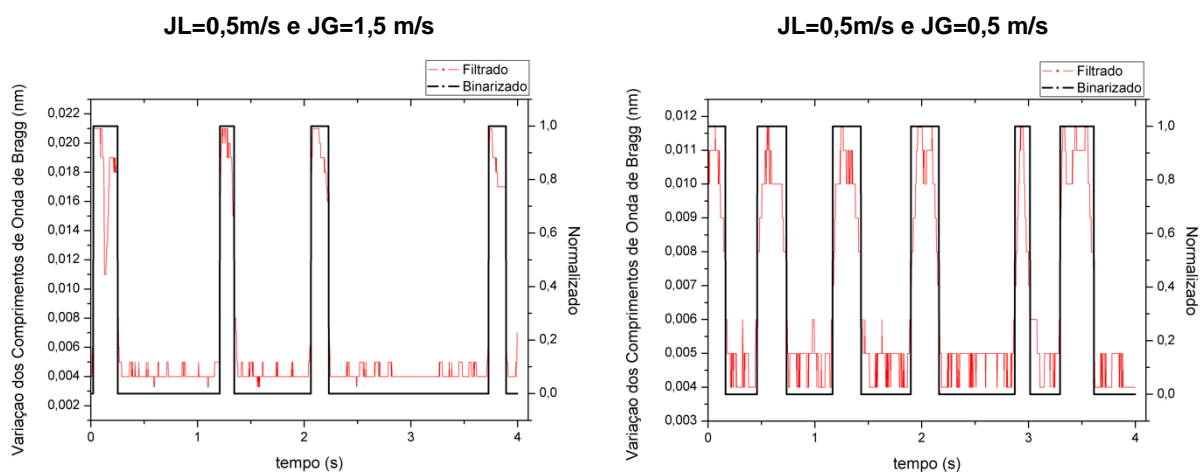 JL=0,5m/s e JG=1,5 m/s
Filtrado
Binarizado
Variaçao dos Comprimentos de Onda de Bragg (nm)
0,022
0,020
0,018
0,016
0,014
0,012
0,010
0,008
0,006
0,004
0,002
1,0
0,8
0,6
0,4
0,2
0,0
Normalizado
0 1 2 3 4
tempo (s)
JL=0,5m/s e JG=0,5 m/s
Filtrado
Binarizado
Variaçao dos Comprimentos de Onda de Bragg (nm)
0,012
0,011
0,010
0,009
0,008
0,007
0,006
0,005
0,004
0,003
1,0
0,8
0,6
0,4
0,2
0,0
Normalizado
0 1 2 3 4
tempo (s)